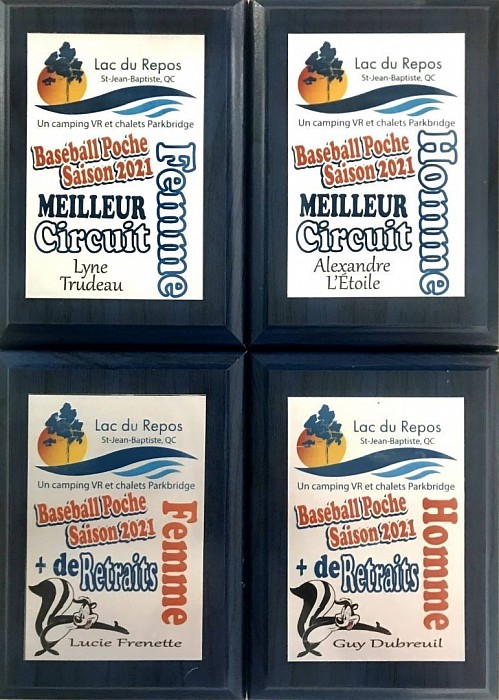 Lac du Repos
St-Jean-Baptiste, QC
Un camping VR et chalets Parkbridge
Baséball Poche
Saison 2021
MEILLEUR
Circuit
Femme
Lyne
Trudeau
Lac du Repos
St-Jean-Baptiste, QC
Un camping VR et chalets Parkbridge
Baséball Poche
Saison 2021
MEILLEUR
Circuit
Homme
Alexandre
L'Étoile
Lac du Repos
St-Jean-Baptiste, QC
Un camping VR et chalets Parkbridge
Baséball Poche
Saison 2021
+ de Retraits
Femme
Lucie Frenette
Lac du Repos
St-Jean-Baptiste, QC
Un camping VR et chalets Parkbridge
Baséball Poche
Saison 2021
+ de Retraits
Homme
Guy Dubreuil